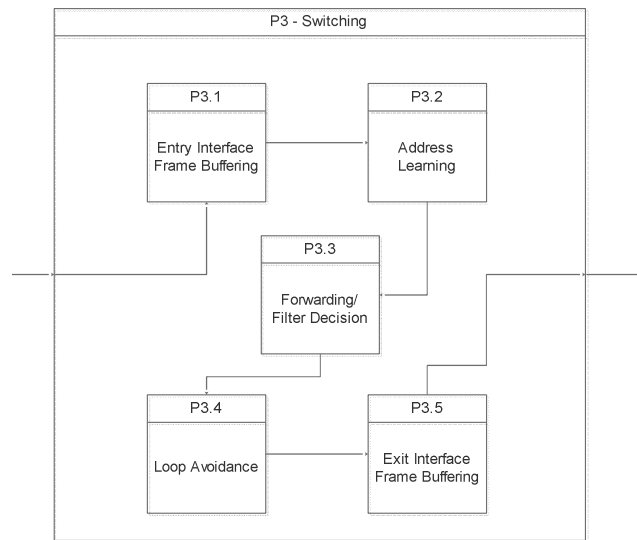 P3 - Switching
P3.1
Entry Interface
Frame Buffering
P3.2
Address
Learning
P3.3
Forwarding/
Filter Decision
P3.4
Loop Avoidance
P3.5
Exit Interface
Frame Buffering